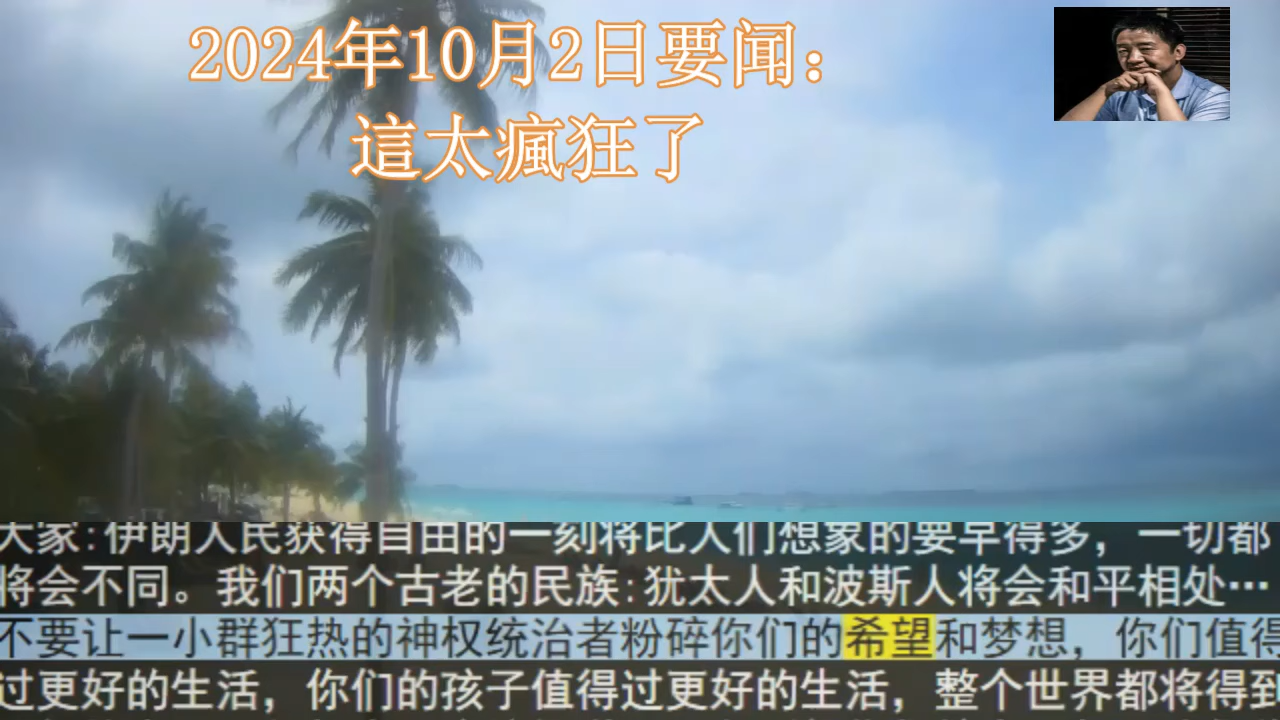 2024年10月2日要闻：
這太瘋狂了
大家:伊朗人民获得自由的一刻将比人们想象的要早得多，一切都
将会不同。我们两个古老的民族:犹太人和波斯人将会和平相处…
不要让一小群狂热的神权统治者粉碎你们的希望和梦想，你们值得
过更好的生活，你们的孩子值得过更好的生活，整个世界都将得到